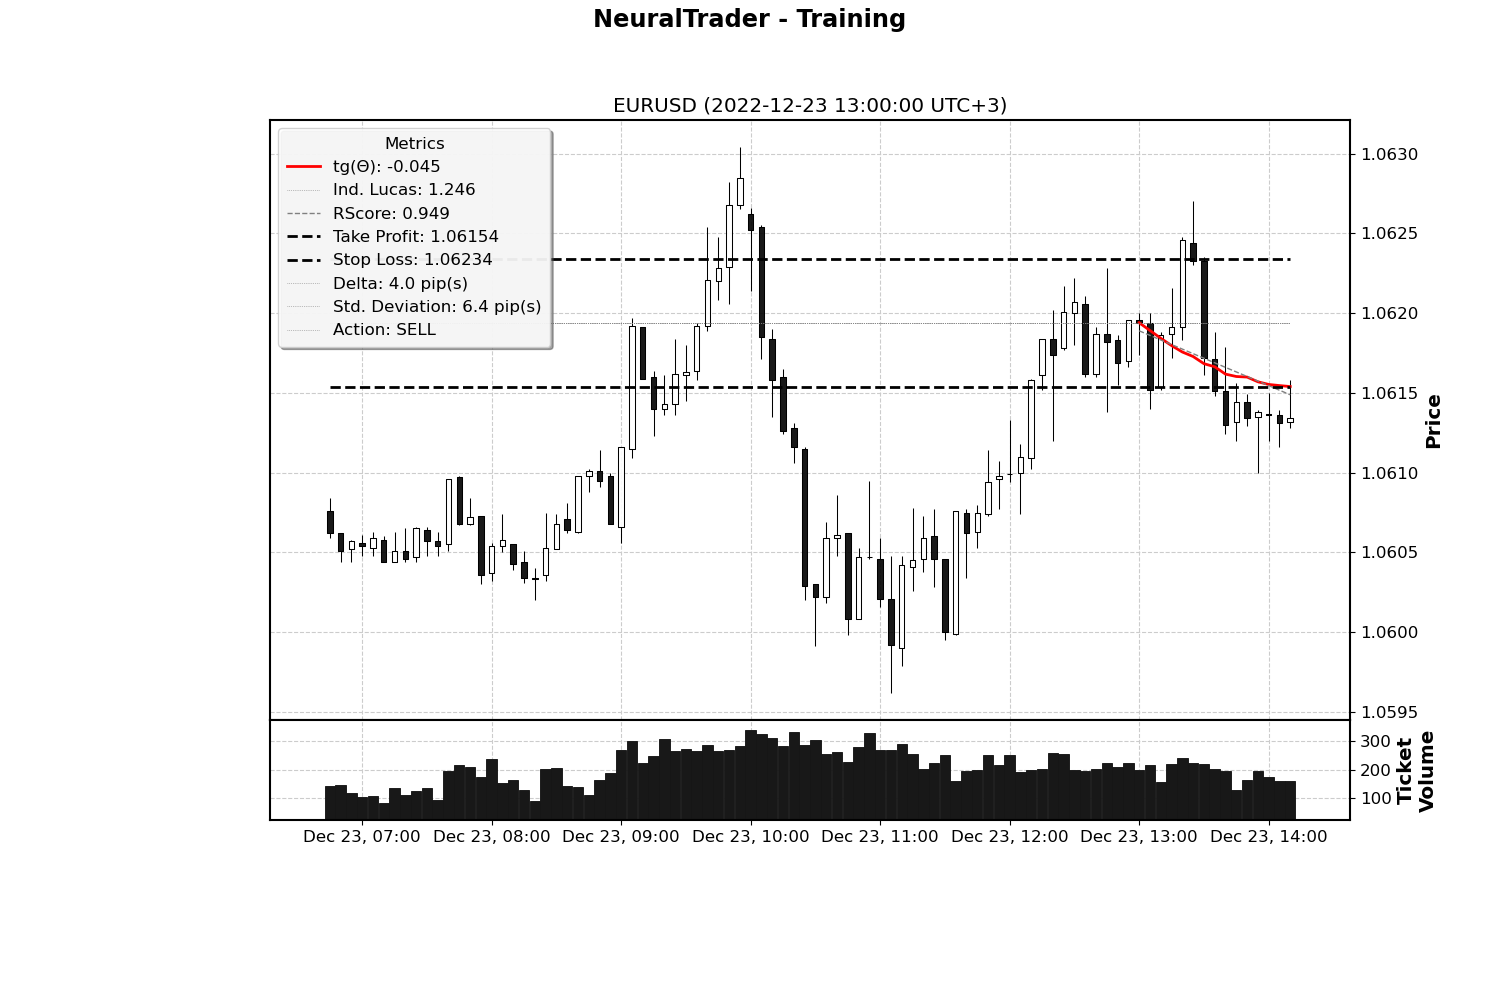 NeuralTrader - Training
EURUSD (2022-12-23 13:00:00 UTC+3)
Metrics
tg(Θ): -0.045
Ind. Lucas: 1.246
RScore: 0.949
Take Profit: 1.06154
Stop Loss: 1.06234
Delta: 4.0 pip(s)
Std. Deviation: 6.4 pip(s)
Action: SELL
1.0630
1.0625
1.0620
1.0615
1.0610
1.0605
1.0600
1.0595
Price
300
200
100
Ticket
Volume
Dec 23, 07:00
Dec 23, 08:00
Dec 23, 09:00
Dec 23, 10:00
Dec 23, 11:00
Dec 23, 12:00
Dec 23, 13:00
Dec 23, 14:00